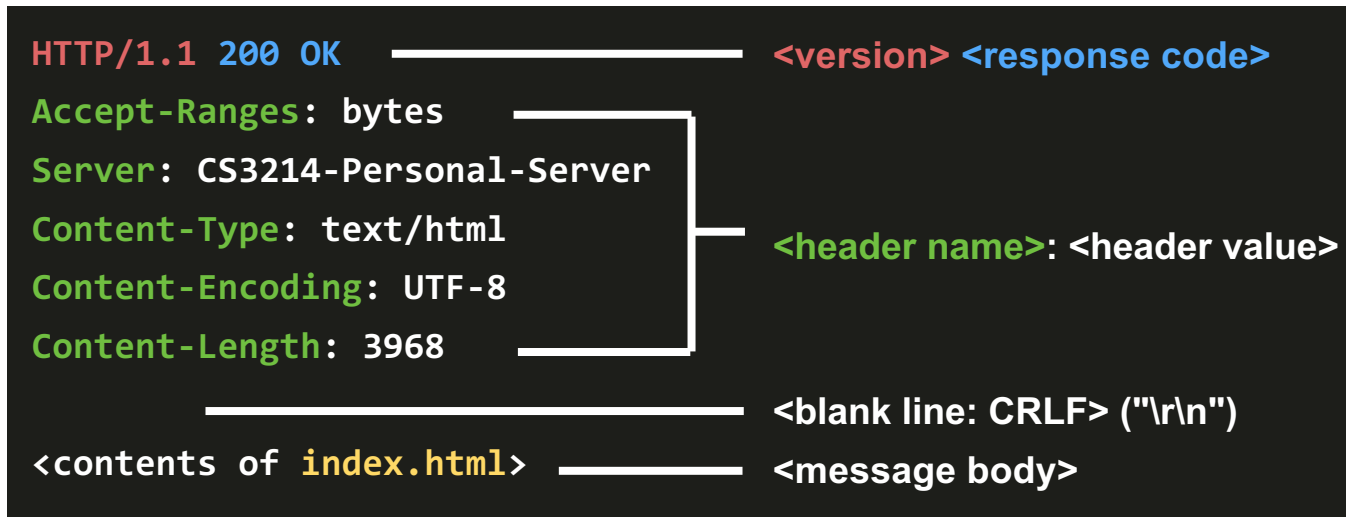 HTTP/1.1 200 OK <version> <response code>
Accept-Ranges: bytes
Server: CS3214-Personal-Server
Content-Type: text/html
<header name>: <header value>
Content-Encoding: UTF-8
Content-Length: 3968
<blank line: CRLF> ("\r\n")
<contents of index.html> <message body>